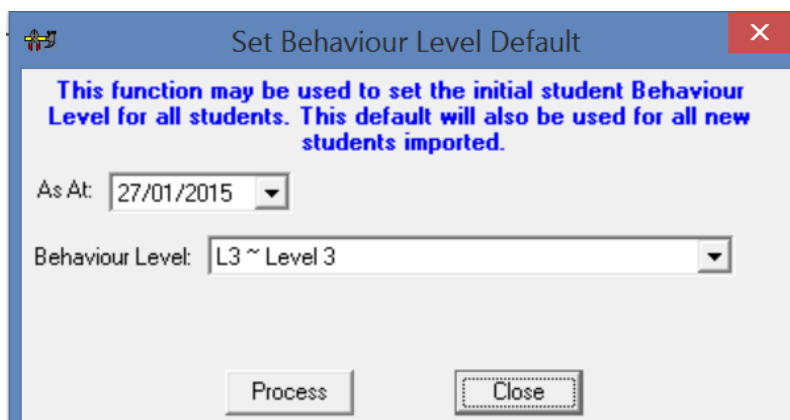 Set Behaviour Level Default
This function may be used to set the initial student Behaviour
Level for all students. This default will also be used for all new
students imported.
As At: 27/01/2015
Behaviour Level: L3 ~ Level 3
Process Close